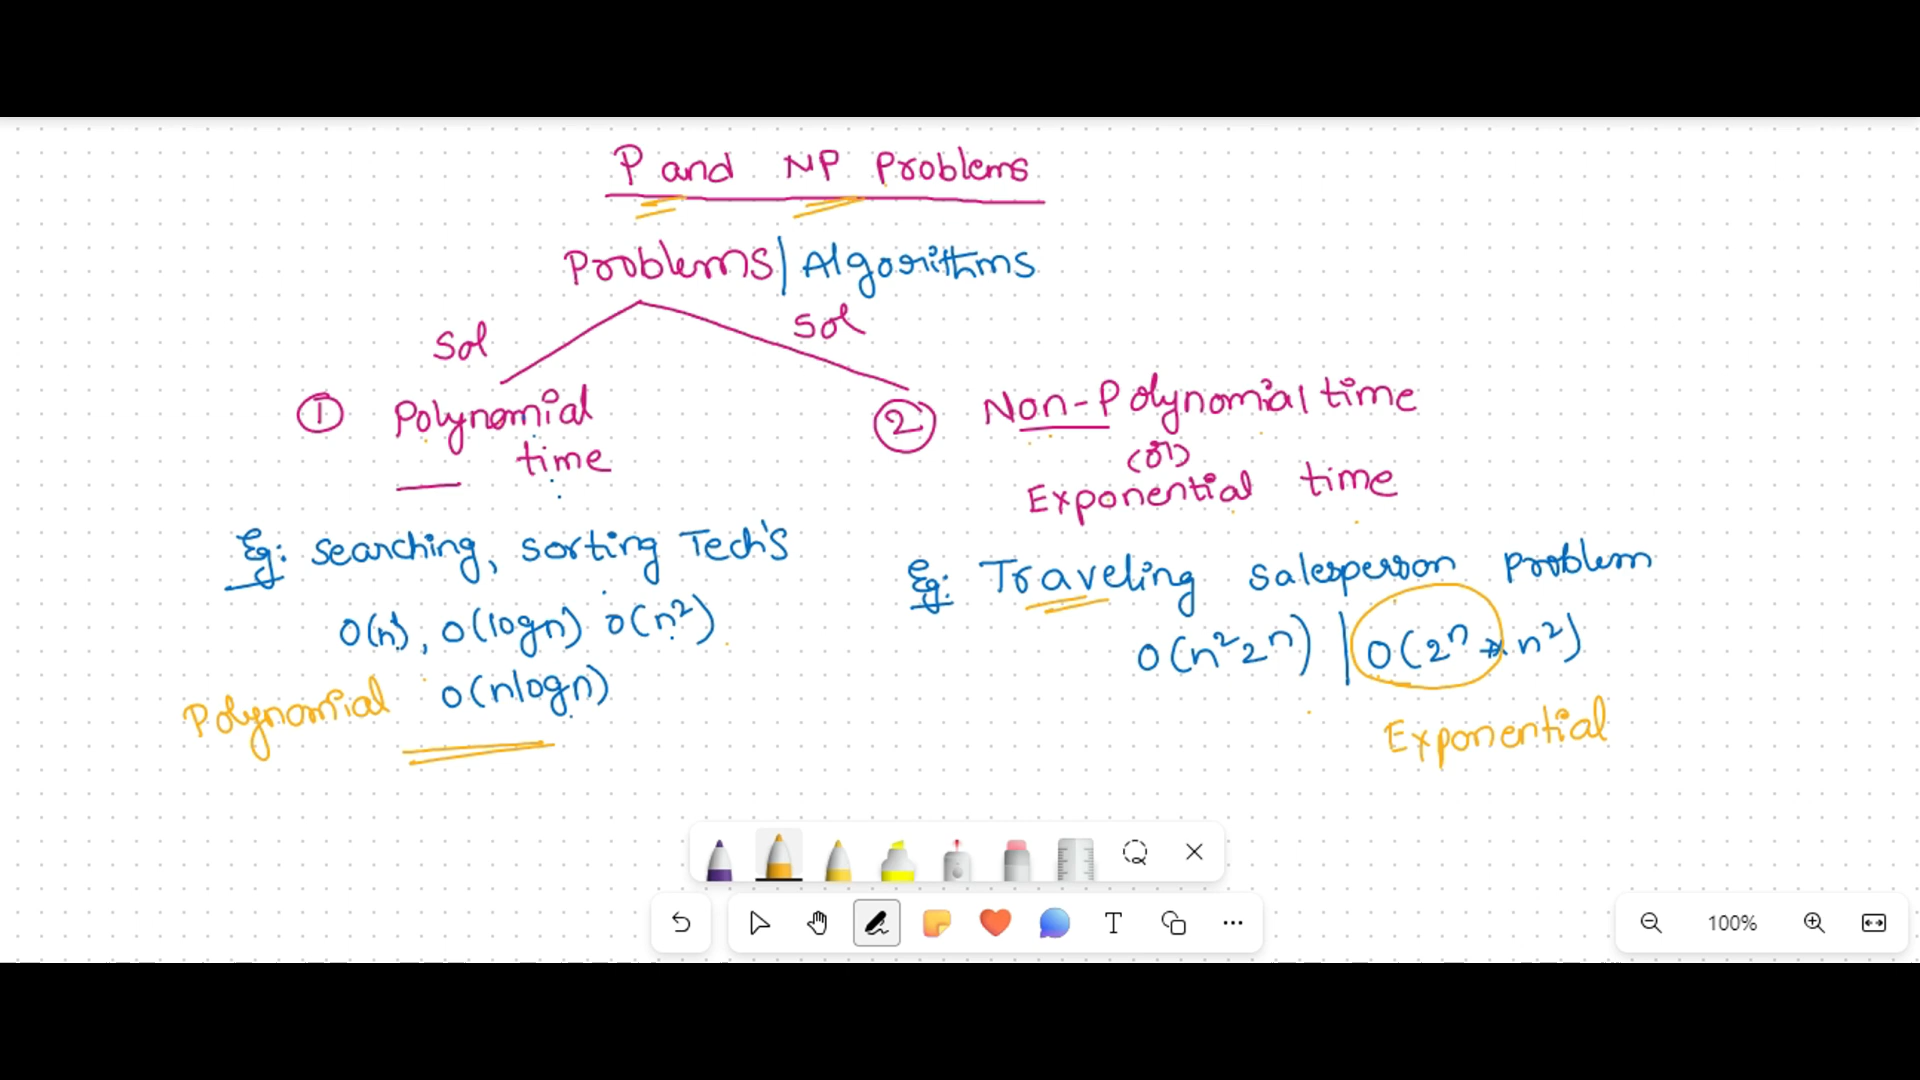 P and NP Problems
Problems | Algorithms
Sol Sol
① Polynomial time
② Non-Polynomial time
(or)
Exponential time
Eg: Searching, Sorting Tech's
O(n), O(logn) O(n²)
O(nlogn)
Polynomial
Eg: Traveling Salesperson Problem
O(n²2ⁿ) | O(2ⁿ * n²)
Exponential
T
100%